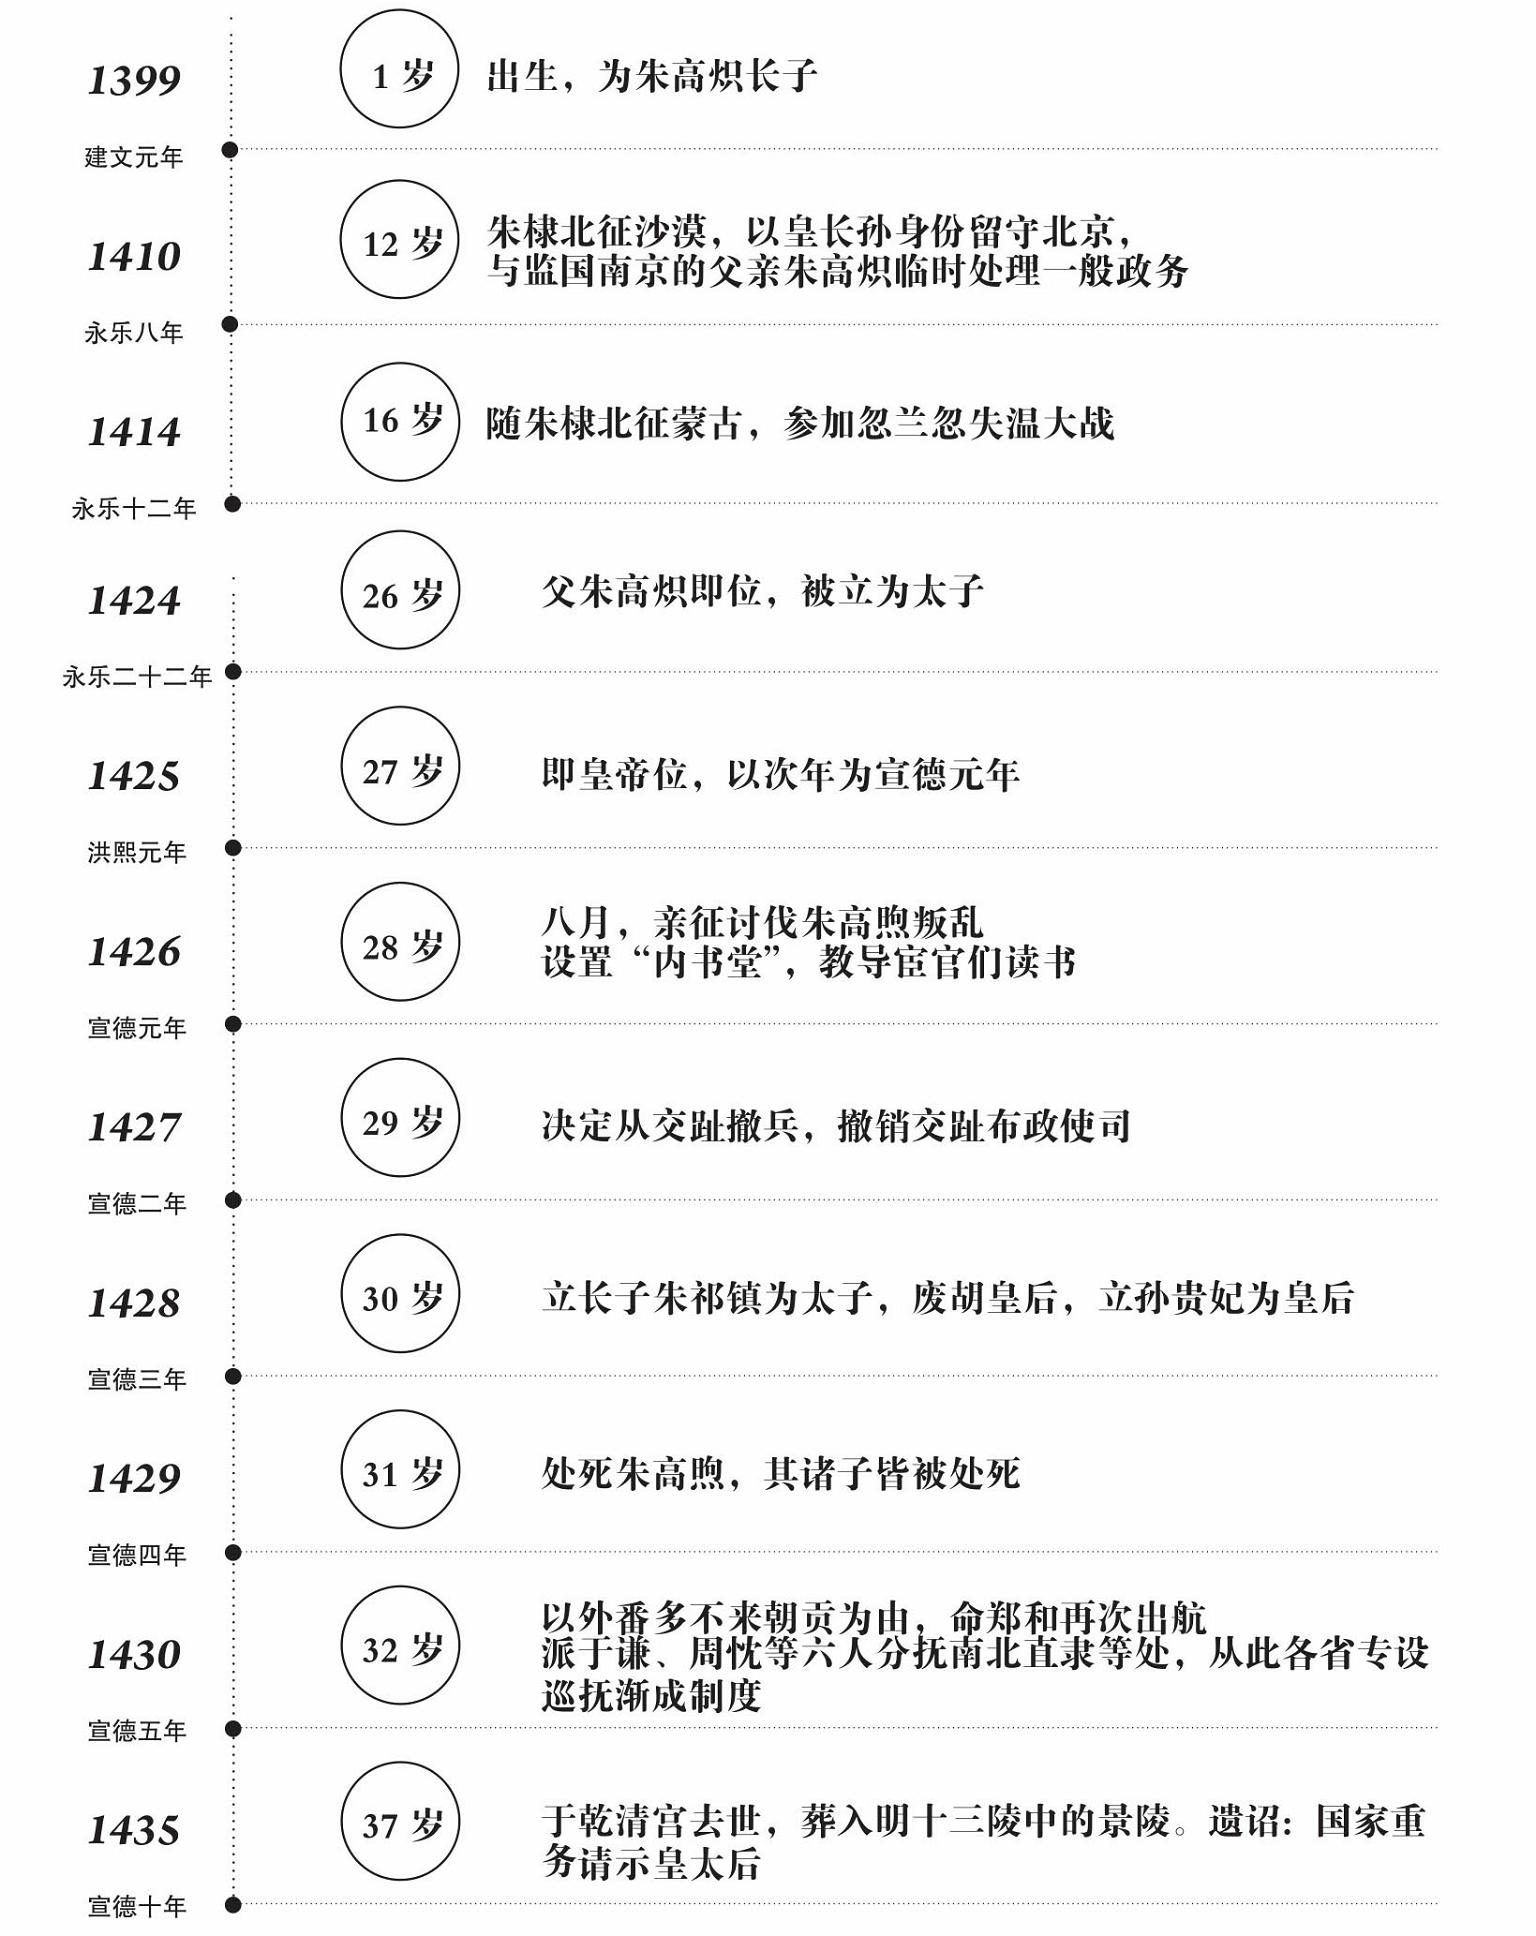 1399
建文元年
1 岁
出生，为朱高炽长子
1410
永乐八年
12 岁
朱棣北征沙漠，以皇长孙身份留守北京，
与监国南京的父亲朱高炽临时处理一般政务
1414
永乐十二年
16 岁
随朱棣北征蒙古，参加忽兰忽失温大战
1424
永乐二十二年
26 岁
父朱高炽即位，被立为太子
1425
洪熙元年
27 岁
即皇帝位，以次年为宣德元年
1426
宣德元年
28 岁
八月，亲征讨伐朱高煦叛乱
设置“内书堂”，教导宦官们读书
1427
宣德二年
29 岁
决定从交趾撤兵，撤销交趾布政使司
1428
宣德三年
30 岁
立长子朱祁镇为太子，废胡皇后，立孙贵妃为皇后
1429
宣德四年
31 岁
处死朱高煦，其诸子皆被处死
1430
宣德五年
32 岁
以外番多不来朝贡为由，命郑和再次出航
派于谦、周忱等六人分抚南北直隶等处，从此各省专设
巡抚渐成制度
1435
宣德十年
37 岁
于乾清宫去世，葬入明十三陵中的景陵。遗诏：国家重
务请示皇太后